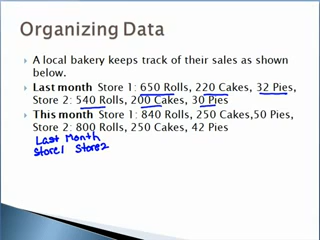 Organizing Data
A local bakery keeps track of their sales as shown
below.
Last month Store 1: 650 Rolls, 220 Cakes, 32 Pies,
Store 2: 540 Rolls, 200 Cakes, 30 Pies
This month Store 1: 840 Rolls, 250 Cakes,50 Pies,
Store 2: 800 Rolls, 250 Cakes, 42 Pies
Last Month
Store1 Store2